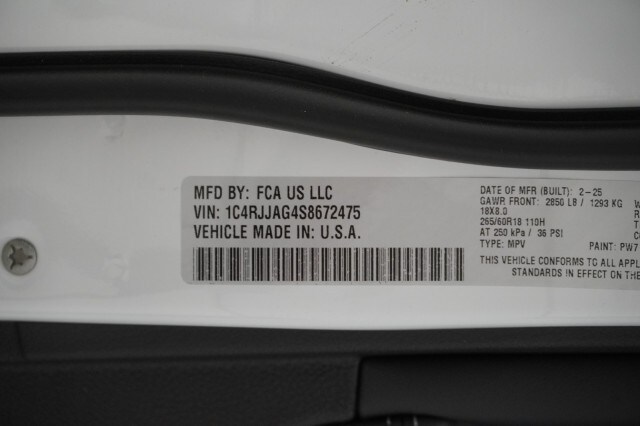 MFD BY: FCA US LLC
VIN: 1C4RJJAG4S8672475
VEHICLE MADE IN: U.S.A.
DATE OF MFR (BUILT): 2-25
GAWR FRONT: 2850 LB / 1293 KG W
18X8.0 R
265/60R18 110H T
AT 250 kPa / 36 PSI C
TYPE: MPV PAINT: PW7
THIS VEHICLE CONFORMS TO ALL APPL
STANDARDS IN EFFECT ON THE